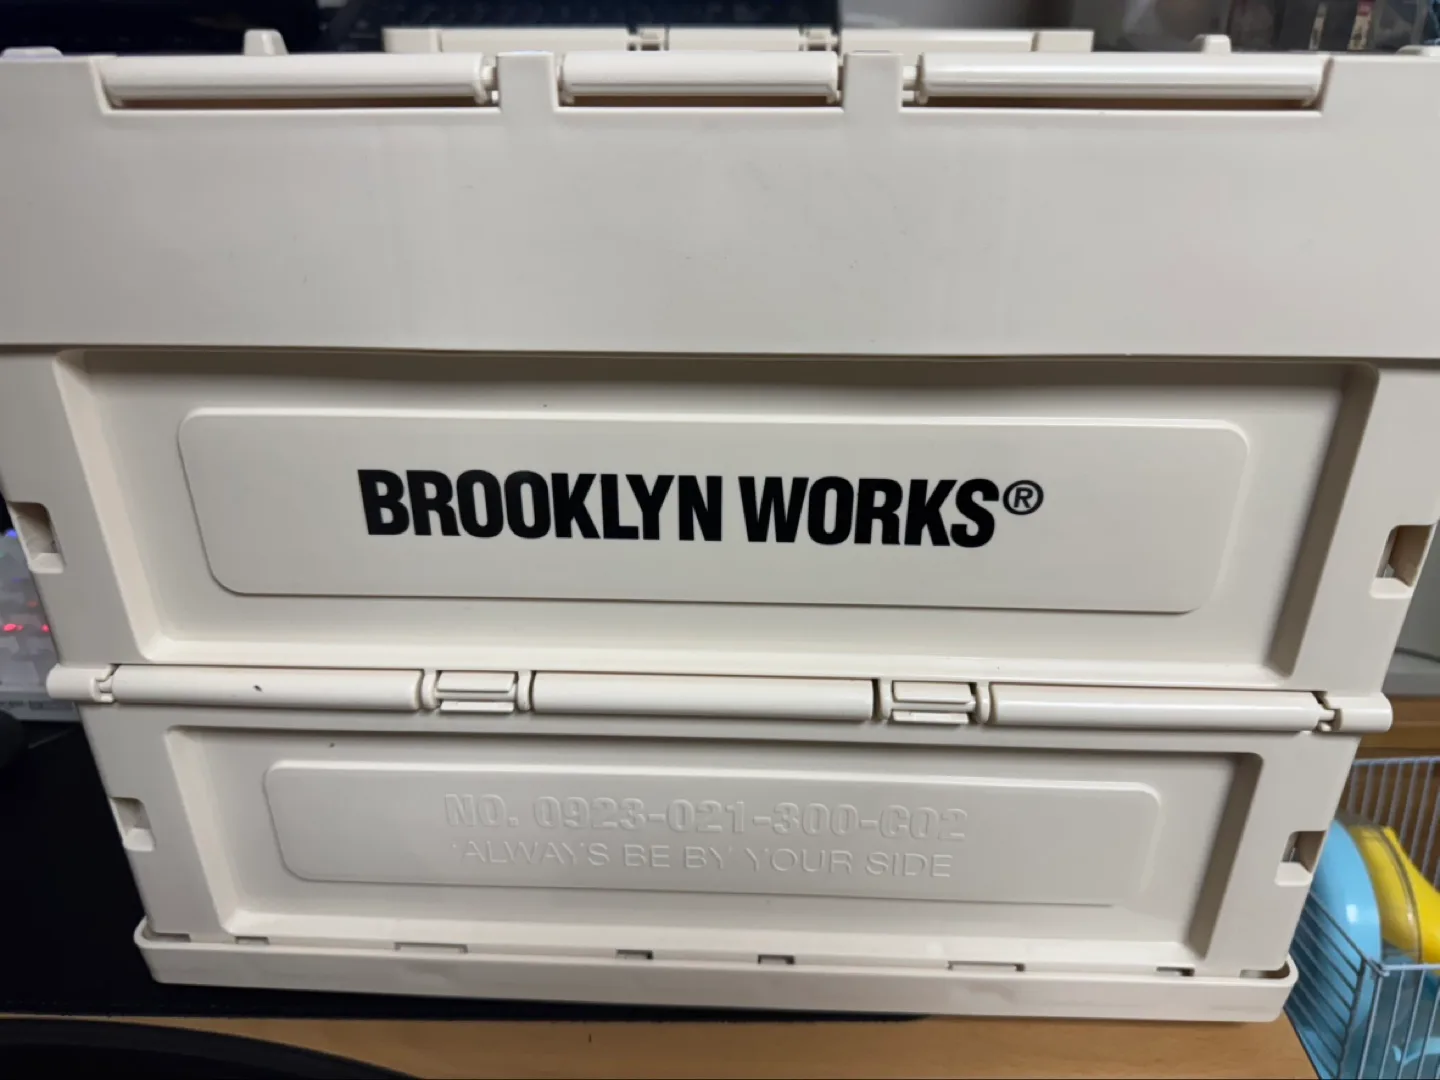 BROOKLYN WORKS®
NO. 0923-021-300-C02
'ALWAYS BE BY YOUR SIDE